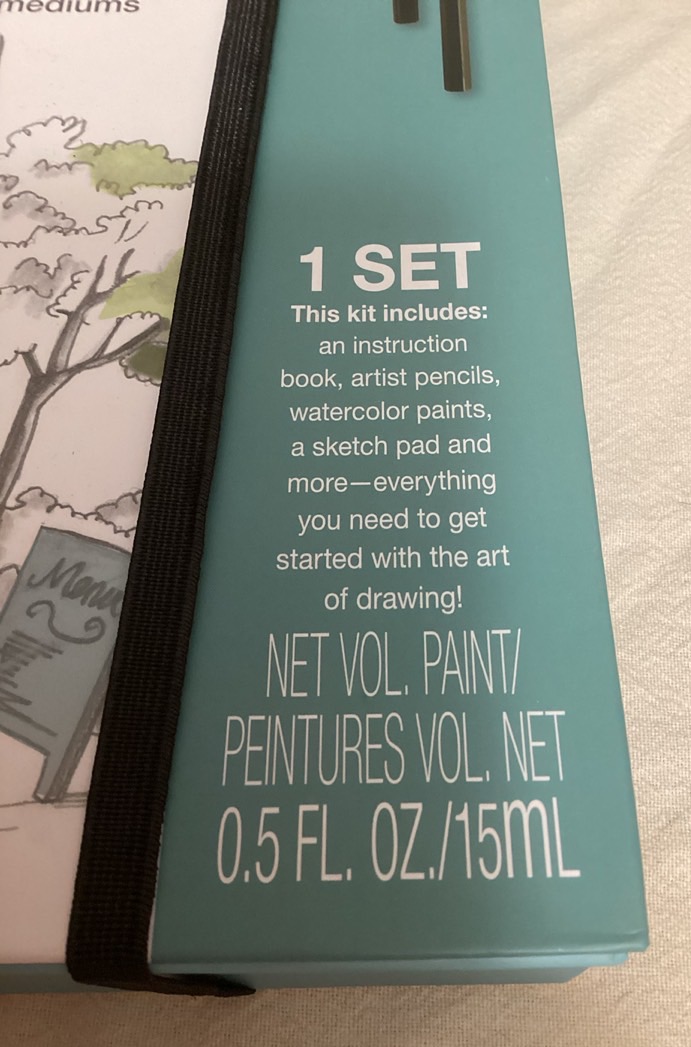 mediums
1 SET
This kit includes:
an instruction
book, artist pencils,
watercolor paints,
a sketch pad and
more—everything
you need to get
started with the art
of drawing!
NET VOL. PAINT/
PEINTURES VOL. NET
0.5 FL. OZ./15mL
Menu